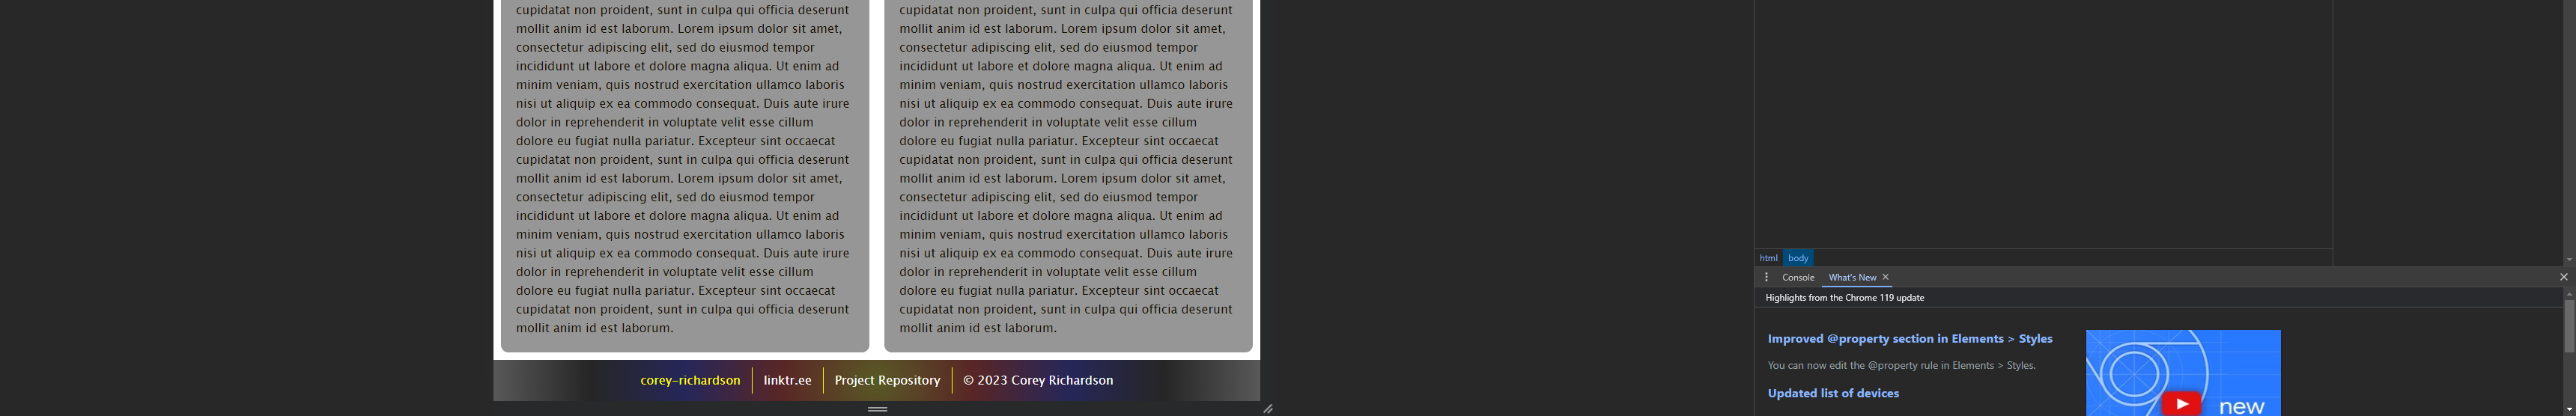 cupidatat non proident, sunt in culpa qui officia deserunt
mollit anim id est laborum. Lorem ipsum dolor sit amet,
consectetur adipiscing elit, sed do eiusmod tempor
incididunt ut labore et dolore magna aliqua. Ut enim ad
minim veniam, quis nostrud exercitation ullamco laboris
nisi ut aliquip ex ea commodo consequat. Duis aute irure
dolor in reprehenderit in voluptate velit esse cillum
dolore eu fugiat nulla pariatur. Excepteur sint occaecat
cupidatat non proident, sunt in culpa qui officia deserunt
mollit anim id est laborum. Lorem ipsum dolor sit amet,
consectetur adipiscing elit, sed do eiusmod tempor
incididunt ut labore et dolore magna aliqua. Ut enim ad
minim veniam, quis nostrud exercitation ullamco laboris
nisi ut aliquip ex ea commodo consequat. Duis aute irure
dolor in reprehenderit in voluptate velit esse cillum
dolore eu fugiat nulla pariatur. Excepteur sint occaecat
cupidatat non proident, sunt in culpa qui officia deserunt
mollit anim id est laborum.
cupidatat non proident, sunt in culpa qui officia deserunt
mollit anim id est laborum. Lorem ipsum dolor sit amet,
consectetur adipiscing elit, sed do eiusmod tempor
incididunt ut labore et dolore magna aliqua. Ut enim ad
minim veniam, quis nostrud exercitation ullamco laboris
nisi ut aliquip ex ea commodo consequat. Duis aute irure
dolor in reprehenderit in voluptate velit esse cillum
dolore eu fugiat nulla pariatur. Excepteur sint occaecat
cupidatat non proident, sunt in culpa qui officia deserunt
mollit anim id est laborum. Lorem ipsum dolor sit amet,
consectetur adipiscing elit, sed do eiusmod tempor
incididunt ut labore et dolore magna aliqua. Ut enim ad
minim veniam, quis nostrud exercitation ullamco laboris
nisi ut aliquip ex ea commodo consequat. Duis aute irure
dolor in reprehenderit in voluptate velit esse cillum
dolore eu fugiat nulla pariatur. Excepteur sint occaecat
cupidatat non proident, sunt in culpa qui officia deserunt
mollit anim id est laborum.
corey-richardson linktr.ee Project Repository © 2023 Corey Richardson
html body
Console What's New
Highlights from the Chrome 119 update
Improved @property section in Elements > Styles
You can now edit the @property rule in Elements > Styles.
Updated list of devices
new